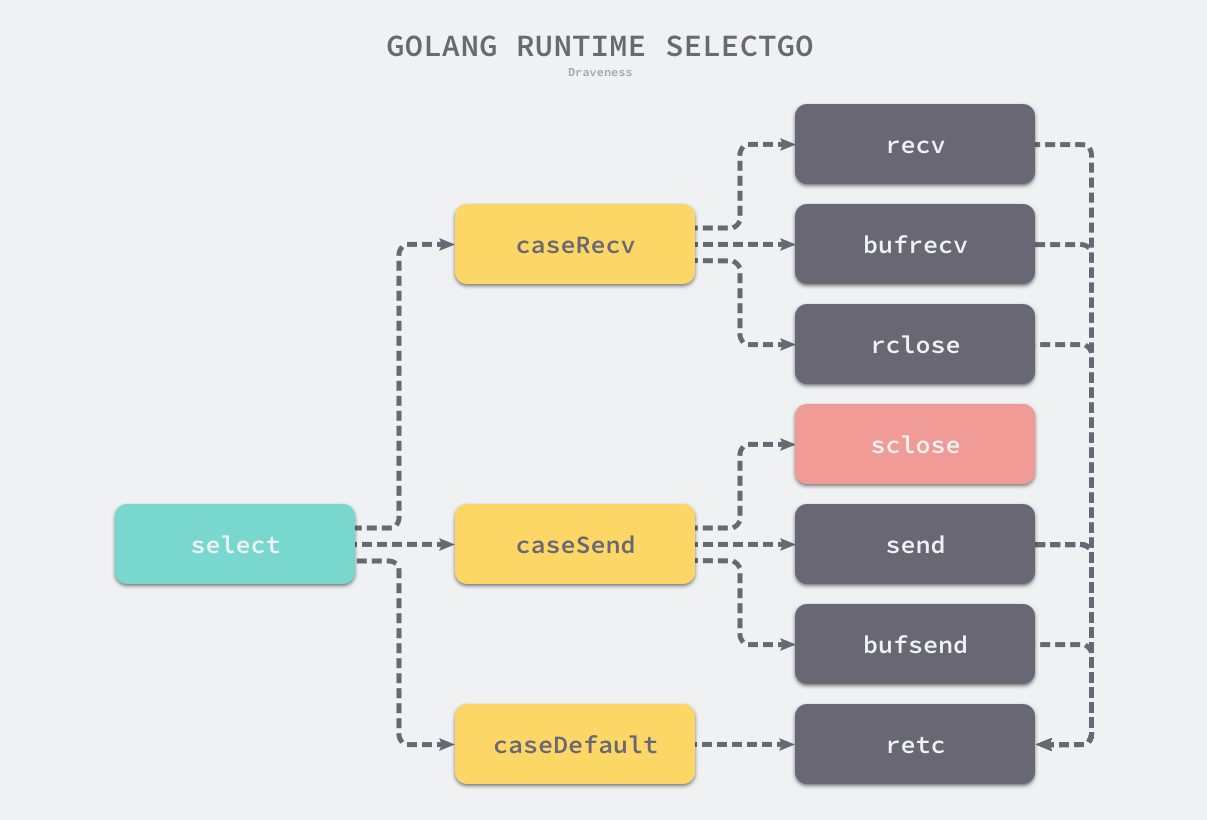 GOLANG RUNTIME SELECTGO
Draveness
recv
caseRecv
bufrecv
rclose
sclose
select
caseSend
send
bufsend
caseDefault
retc